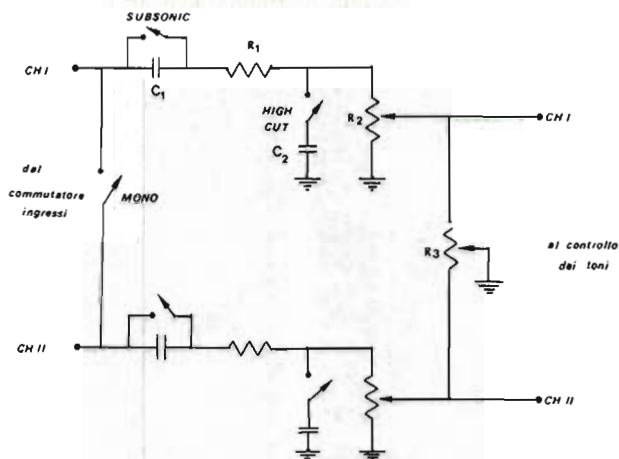 SUBSONIC
CH I
C1
R1
HIGH
CUT
C2
R2
CH I
dal
commutatore
ingressi
MONO
R3
al controllo
dei toni
CH II
CH II